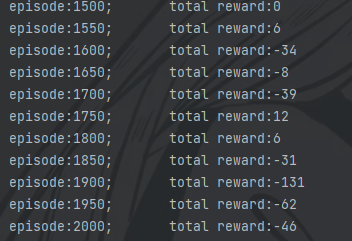 episode:1500;        total reward:0
episode:1550;        total reward:6
episode:1600;        total reward:-34
episode:1650;        total reward:-8
episode:1700;        total reward:-39
episode:1750;        total reward:12
episode:1800;        total reward:6
episode:1850;        total reward:-31
episode:1900;        total reward:-131
episode:1950;        total reward:-62
episode:2000;        total reward:-46